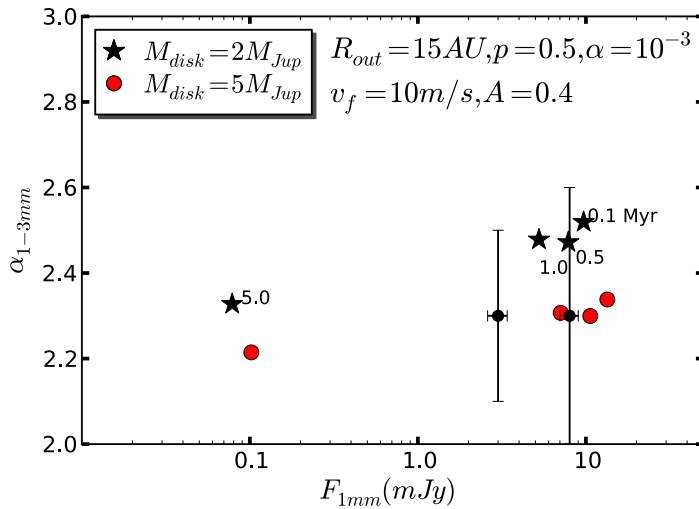 3.0
2.8
2.6
2.4
2.2
2.0
α₁₋₃ₘₘ
M_disk = 2M_Jup
M_disk = 5M_Jup
R_out = 15AU, p = 0.5, α = 10⁻³
v_f = 10m/s, A = 0.4
0.1 Myr
0.5
1.0
5.0
0.1
1.0
10
F_1mm (mJy)